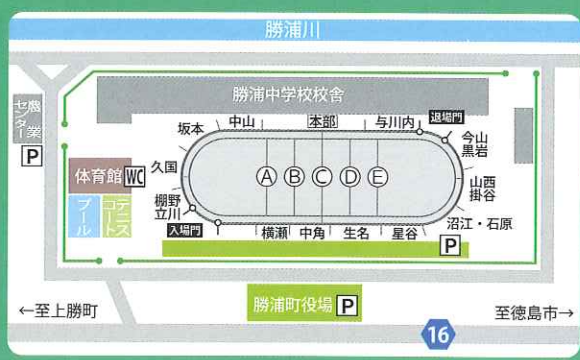 勝浦川
勝浦中学校校舎
農業
センター
P
坂本
中山
本部
与川内
退場門
今山
黒岩
体育館
WC
久国
A
B
C
D
E
山西
掛谷
プール
テニス
コート
棚野
立川
沼江・石原
入場門
横瀬
中角
生名
星谷
P
勝浦町役場 P
←至上勝町
至徳島市→
16